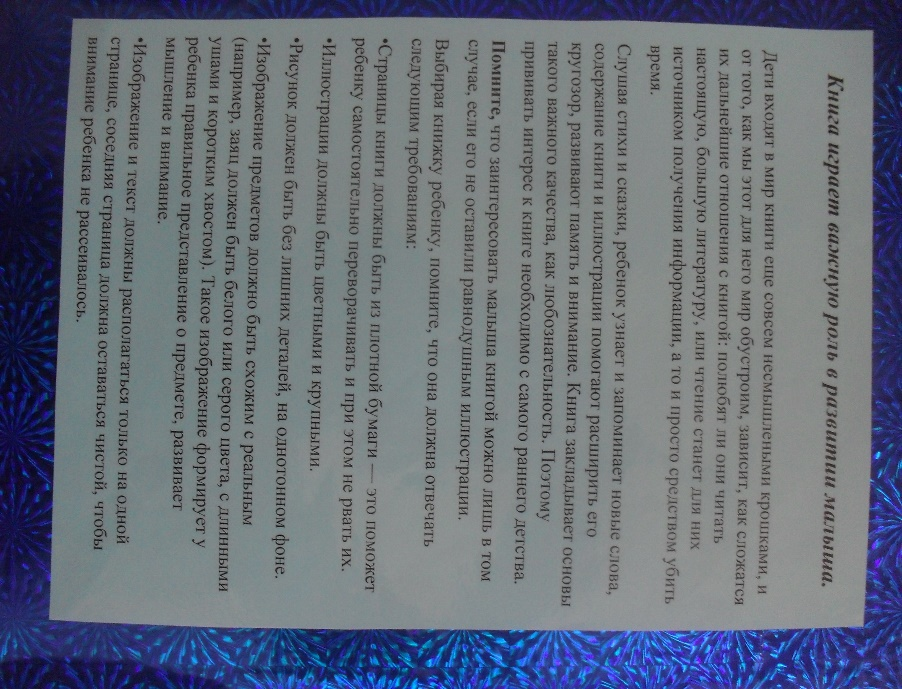 Книга играет важную роль в развитии малыша.
Дети входят в мир книги еще совсем несмышлеными крошками, и
от того, как мы этот для него мир обустроим, зависит, как сложатся
их дальнейшие отношения с книгой: полюбят ли они читать
настоящую, большую литературу, или чтение станет для них
источником получения информации, а то и просто средством убить
время.
Слушая стихи и сказки, ребенок узнает и запоминает новые слова,
содержание книги и иллюстрации помогают расширить его
кругозор, развивают память и внимание. Книга закладывает основы
такого важного качества, как любознательность. Поэтому
прививать интерес к книге необходимо с самого раннего детства.
Помните, что заинтересовать малыша книгой можно лишь в том
случае, если его не оставили равнодушным иллюстрации.
Выбирая книжку ребенку, помните, что она должна отвечать
следующим требованиям:
•Страницы книги должны быть из плотной бумаги — это поможет
ребенку самостоятельно переворачивать и при этом не рвать их.
•Иллюстрации должны быть цветными и крупными.
•Рисунок должен быть без лишних деталей, на однотонном фоне.
•Изображение предметов должно быть схожим с реальным
(например, заяц должен быть белого или серого цвета, с длинными
ушами и коротким хвостом). Такое изображение формирует у
ребенка правильное представление о предмете, развивает
мышление и внимание.
•Изображение и текст должны располагаться только на одной
странице, соседняя страница должна оставаться чистой, чтобы
внимание ребенка не рассеивалось.